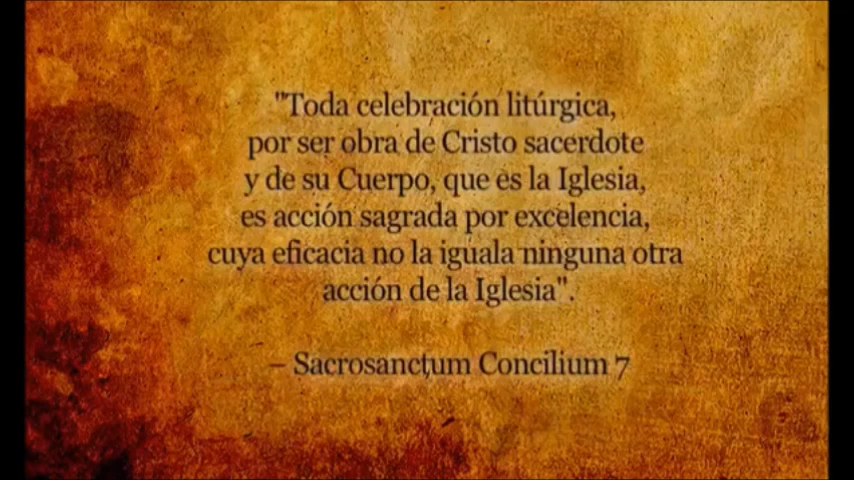 "Toda celebración litúrgica,
por ser obra de Cristo sacerdote
y de su Cuerpo, que es la Iglesia,
es acción sagrada por excelencia,
cuya eficacia no la iguala ninguna otra
acción de la Iglesia".
– Sacrosanctum Concilium 7